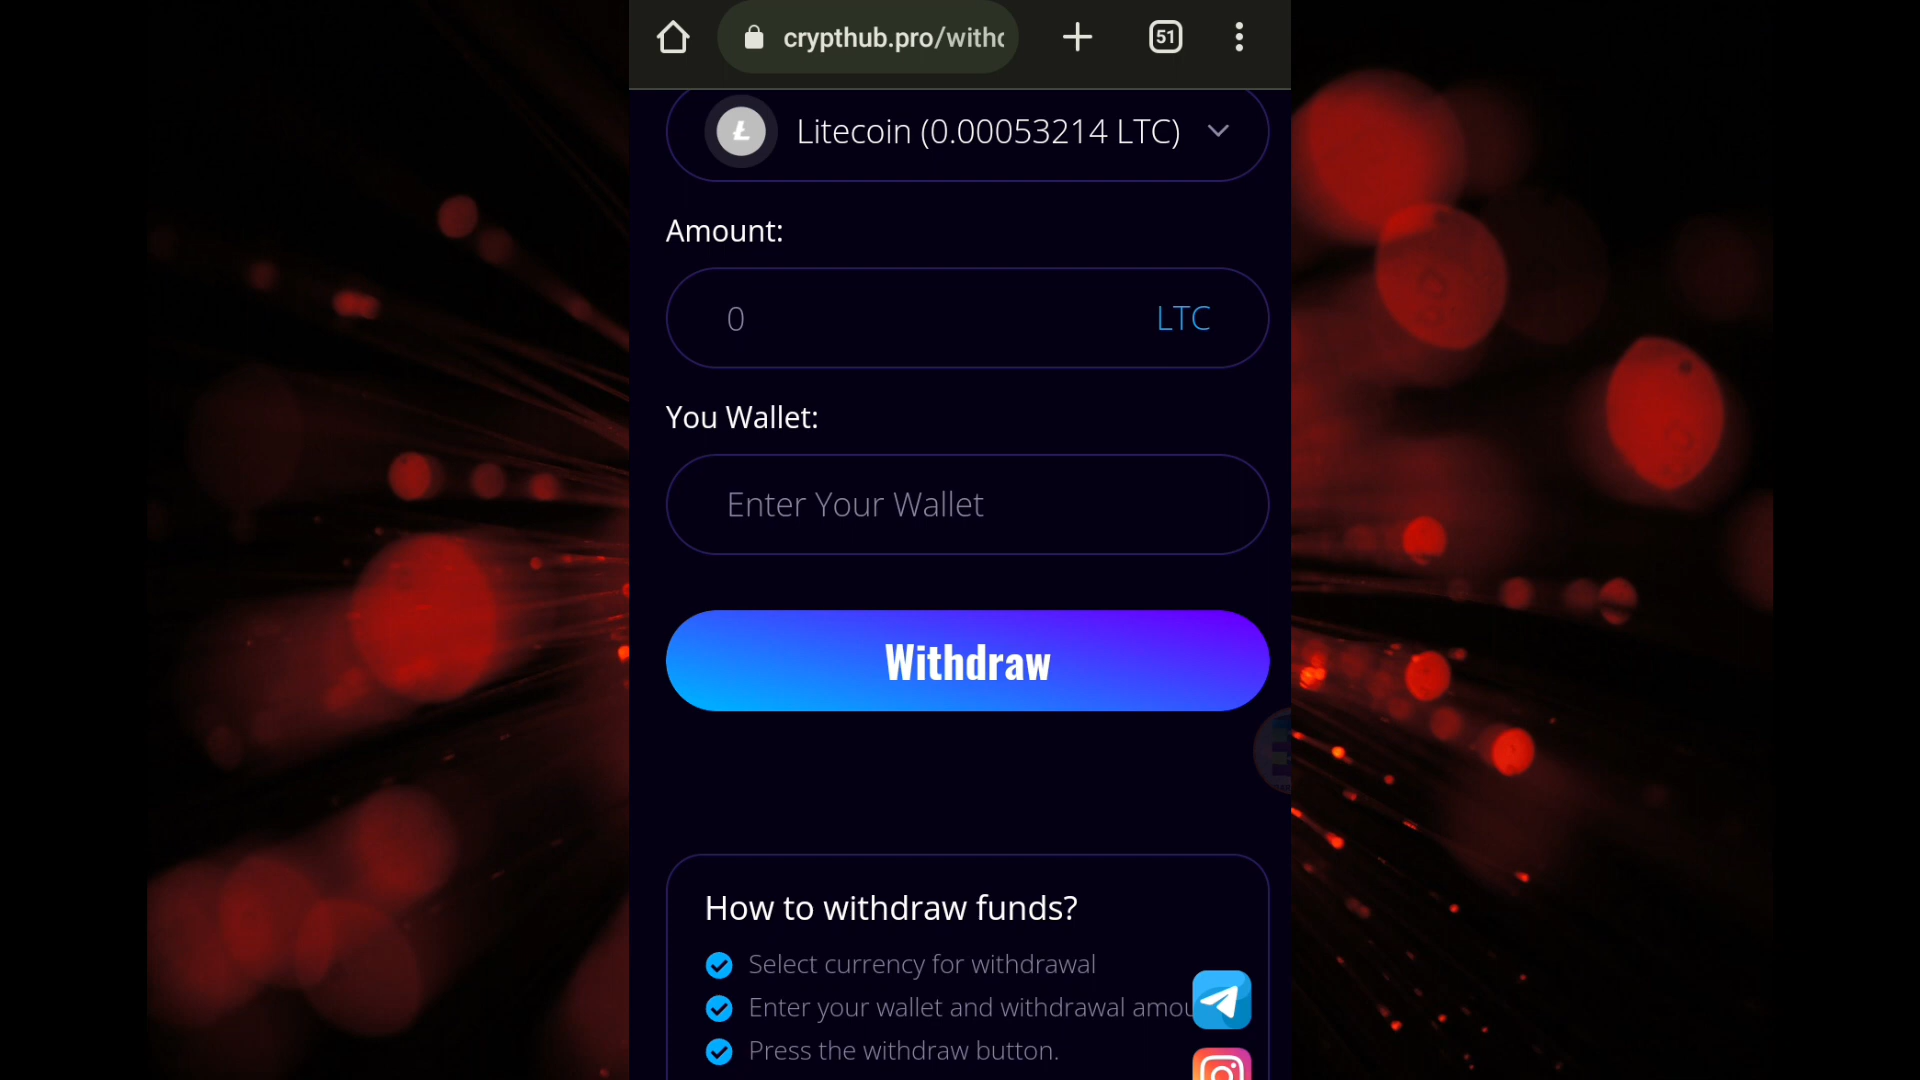 crypthub.pro/withd
51
Litecoin (0.00053214 LTC)
Amount:
0 LTC
You Wallet:
Enter Your Wallet
Withdraw
How to withdraw funds?
Select currency for withdrawal
Enter your wallet and withdrawal amou
Press the withdraw button.